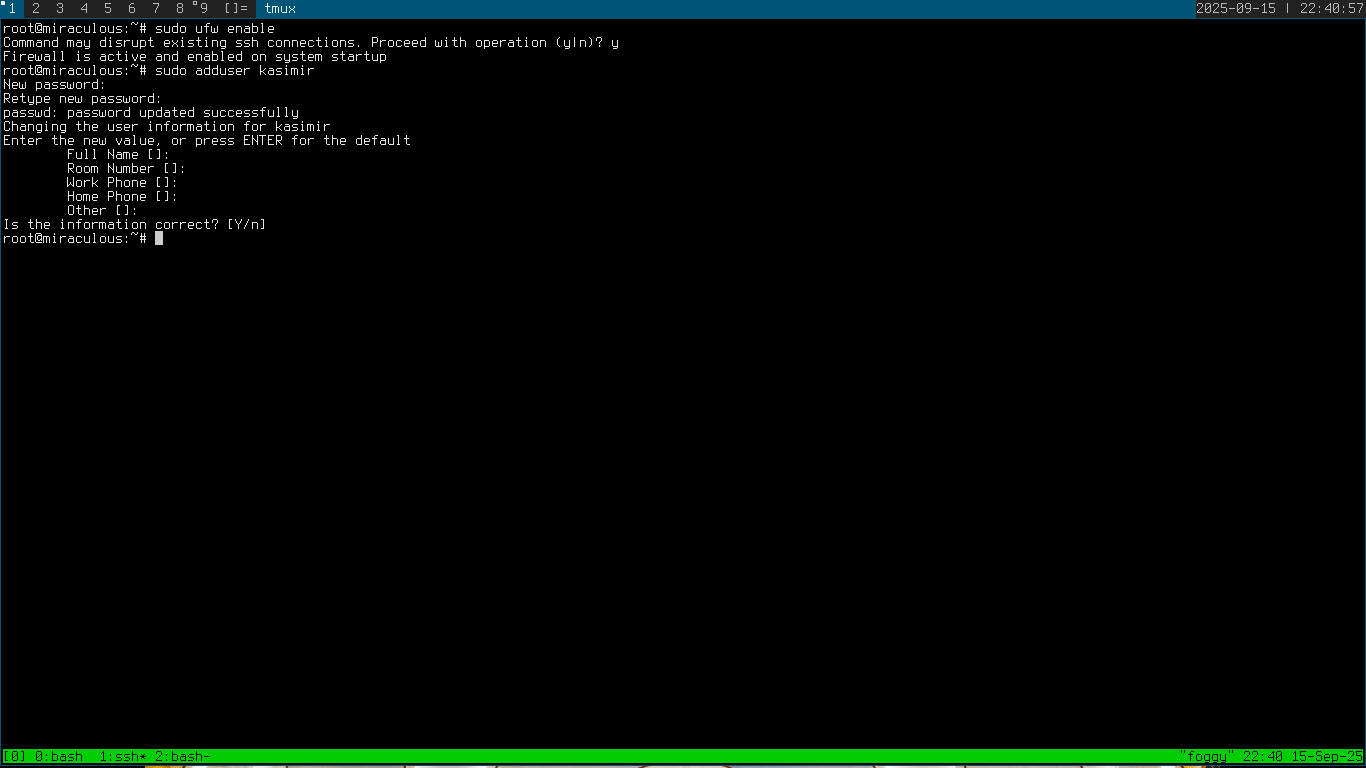 1 2 3 4 5 6 7 8 9 []= tmux 2025-09-15 | 22:40:57
root@miraculous:~# sudo ufw enable
Command may disrupt existing ssh connections. Proceed with operation (y|n)? y
Firewall is active and enabled on system startup
root@miraculous:~# sudo adduser kasimir
New password:
Retype new password:
passwd: password updated successfully
Changing the user information for kasimir
Enter the new value, or press ENTER for the default
Full Name []:
Room Number []:
Work Phone []:
Home Phone []:
Other []:
Is the information correct? [Y/n]
root@miraculous:~#
[0] 0:bash  1:ssh* 2:bash- "foggy" 22:40 15-Sep-25